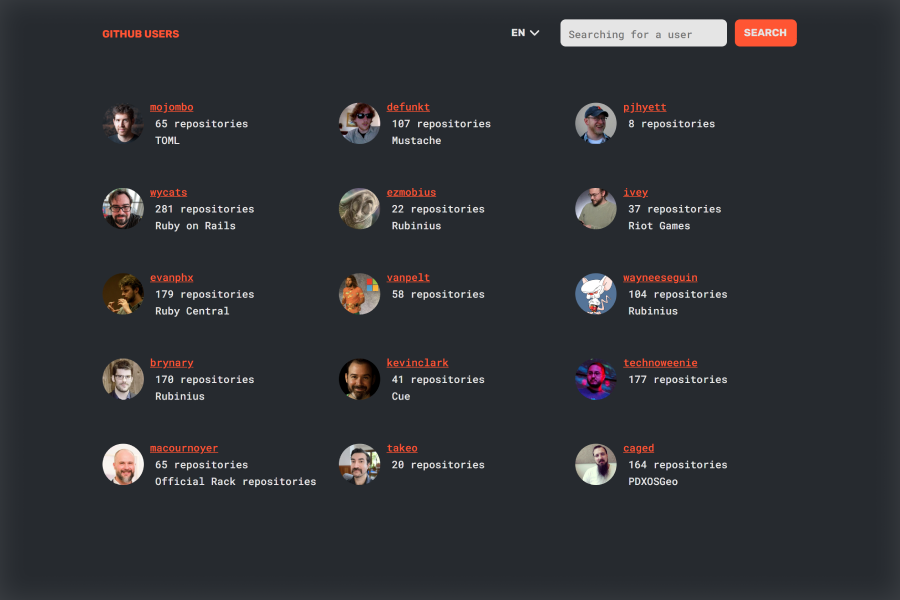 GITHUB USERS
EN
Searching for a user
SEARCH
mojombo
65 repositories
TOML
defunkt
107 repositories
Mustache
pjhyett
8 repositories
wycats
281 repositories
Ruby on Rails
ezmobius
22 repositories
Rubinius
ivey
37 repositories
Riot Games
evanphx
179 repositories
Ruby Central
vanpelt
58 repositories
wayneeseguin
104 repositories
Rubinius
brynary
170 repositories
Rubinius
kevinclark
41 repositories
Cue
technoweenie
177 repositories
macournoyer
65 repositories
Official Rack repositories
takeo
20 repositories
caged
164 repositories
PDXOSGeo